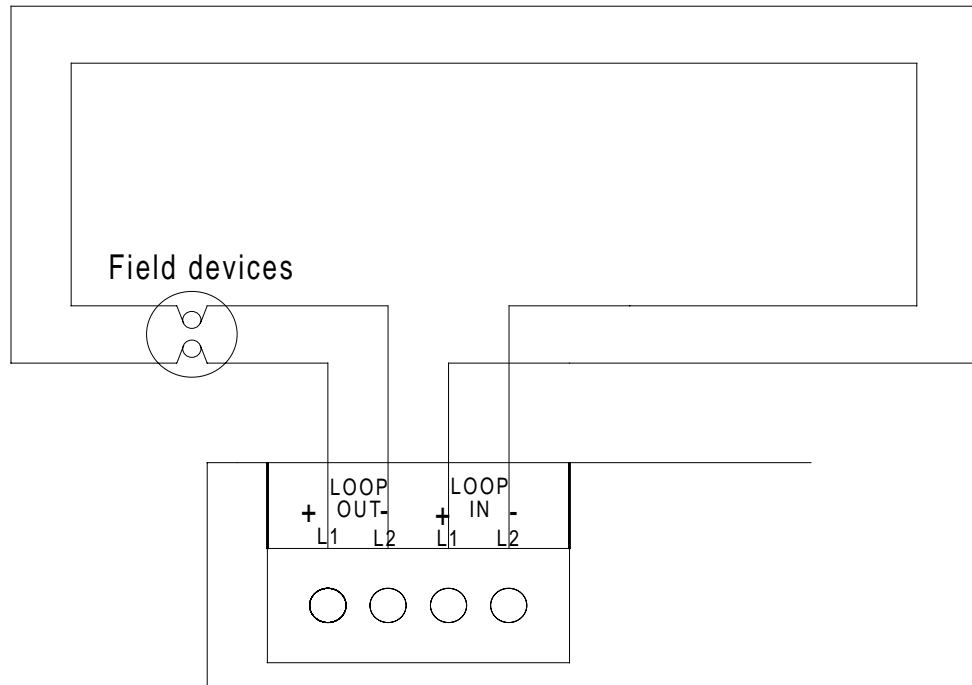 Field devices
LOOP OUT
+ -
L1 L2
LOOP IN
+ -
L1 L2